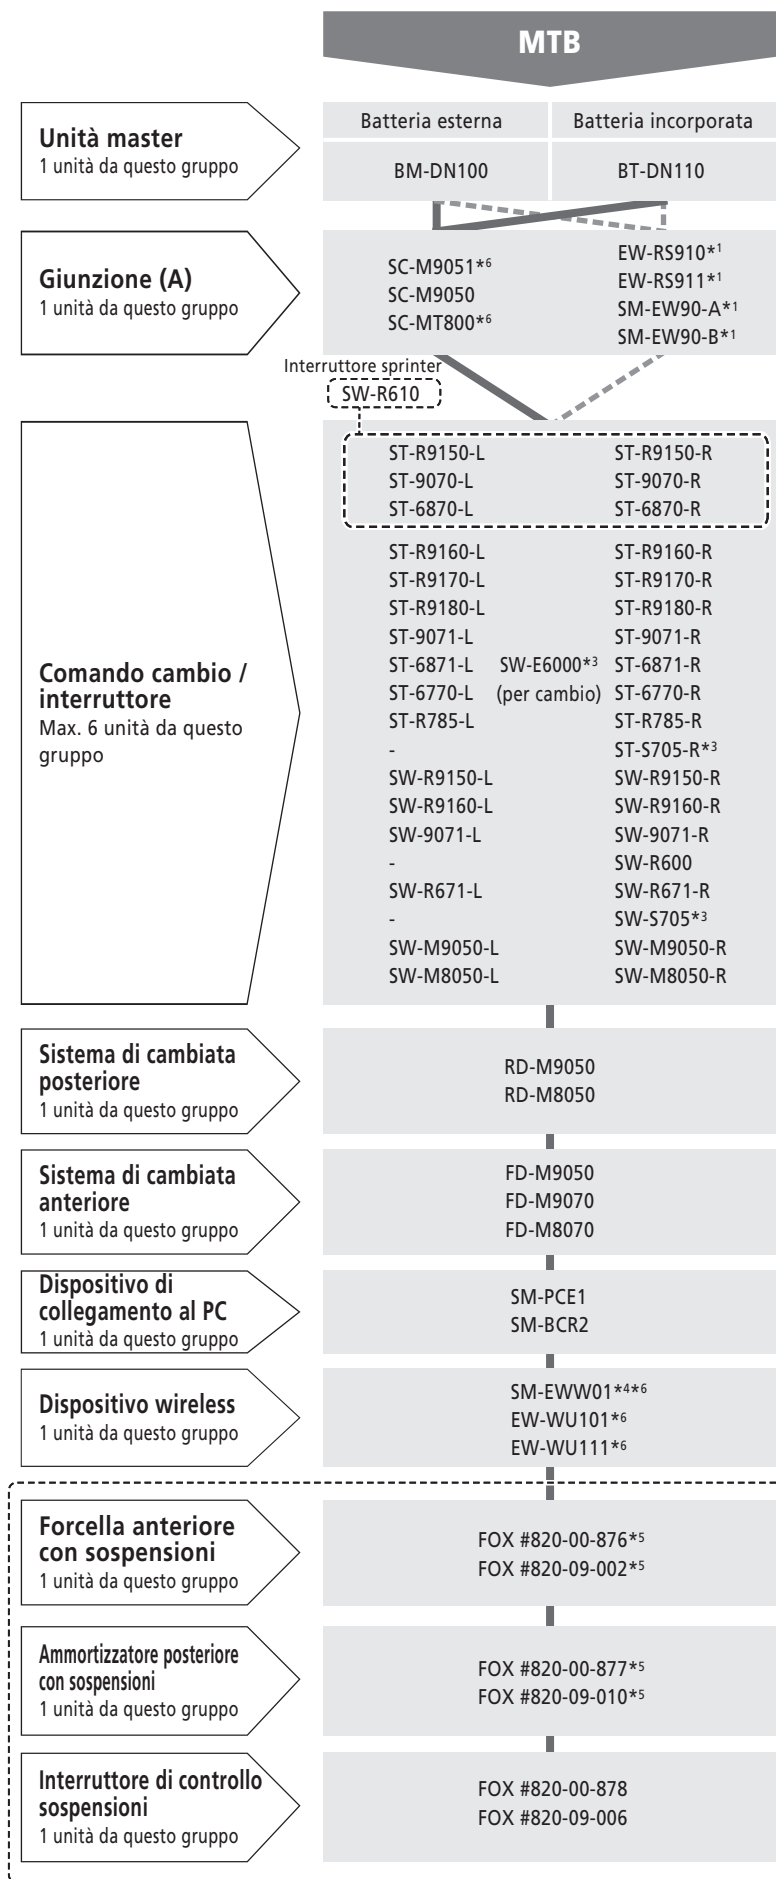 MTB
Unità master
1 unità da questo gruppo
Batteria esterna
Batteria incorporata
BM-DN100
BT-DN110
Giunzione (A)
1 unità da questo gruppo
SC-M9051*6
SC-M9050
SC-MT800*6
EW-RS910*1
EW-RS911*1
SM-EW90-A*1
SM-EW90-B*1
Interruttore sprinter
SW-R610
Comando cambio /
interruttore
Max. 6 unità da questo
gruppo
ST-R9150-L ST-R9150-R
ST-9070-L ST-9070-R
ST-6870-L ST-6870-R
ST-R9160-L ST-R9160-R
ST-R9170-L ST-R9170-R
ST-R9180-L ST-R9180-R
ST-9071-L ST-9071-R
ST-6871-L SW-E6000*3 ST-6871-R
ST-6770-L (per cambio) ST-6770-R
ST-R785-L ST-R785-R
- ST-S705-R*3
SW-R9150-L SW-R9150-R
SW-R9160-L SW-R9160-R
SW-9071-L SW-9071-R
- SW-R600
SW-R671-L SW-R671-R
- SW-S705*3
SW-M9050-L SW-M9050-R
SW-M8050-L SW-M8050-R
Sistema di cambiata
posteriore
1 unità da questo gruppo
RD-M9050
RD-M8050
Sistema di cambiata
anteriore
1 unità da questo gruppo
FD-M9050
FD-M9070
FD-M8070
Dispositivo di
collegamento al PC
1 unità da questo gruppo
SM-PCE1
SM-BCR2
Dispositivo wireless
1 unità da questo gruppo
SM-EWW01*4*6
EW-WU101*6
EW-WU111*6
Forcella anteriore
con sospensioni
1 unità da questo gruppo
FOX #820-00-876*5
FOX #820-09-002*5
Ammortizzatore posteriore
con sospensioni
1 unità da questo gruppo
FOX #820-00-877*5
FOX #820-09-010*5
Interruttore di controllo
sospensioni
1 unità da questo gruppo
FOX #820-00-878
FOX #820-09-006